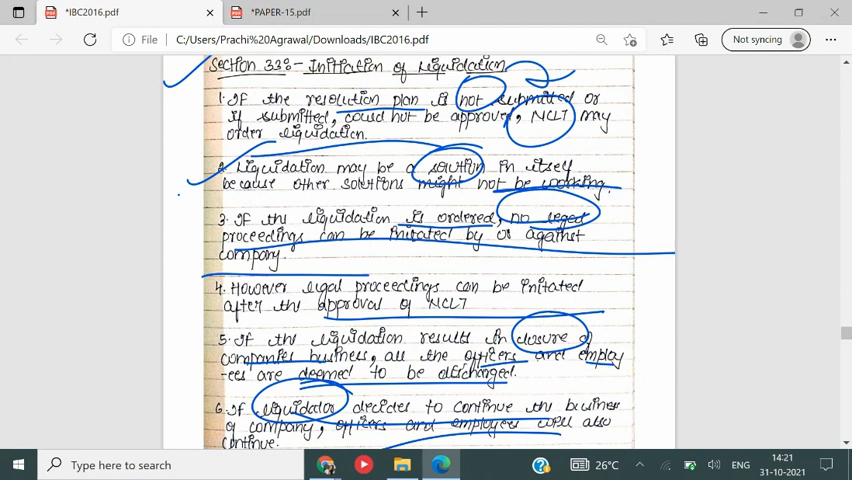 *IBC2016.pdf
*PAPER-15.pdf
File
C:/Users/Prachi%20Agrawal/Downloads/IBC2016.pdf
Not syncing
Section 33:- Initiation of Liquidation
1. If the resolution plan is not submitted or
if submitted, could not be approved, NCLT may
order liquidation.
2. Liquidation may be a solution in itself
because other solutions might not be working.
3. If the liquidation is ordered, no legal
proceedings can be initated by or against
company.
4. However legal proceedings can be initated
after the approval of NCLT
5. If the liquidation results in closure of
companies business, all the officers and employ
-ees are deemed to be discharged.
6. If liquidator decides to continue the business
of company, officers and employees will also
continue.
Type here to search
26°C
ENG
14:21
31-10-2021